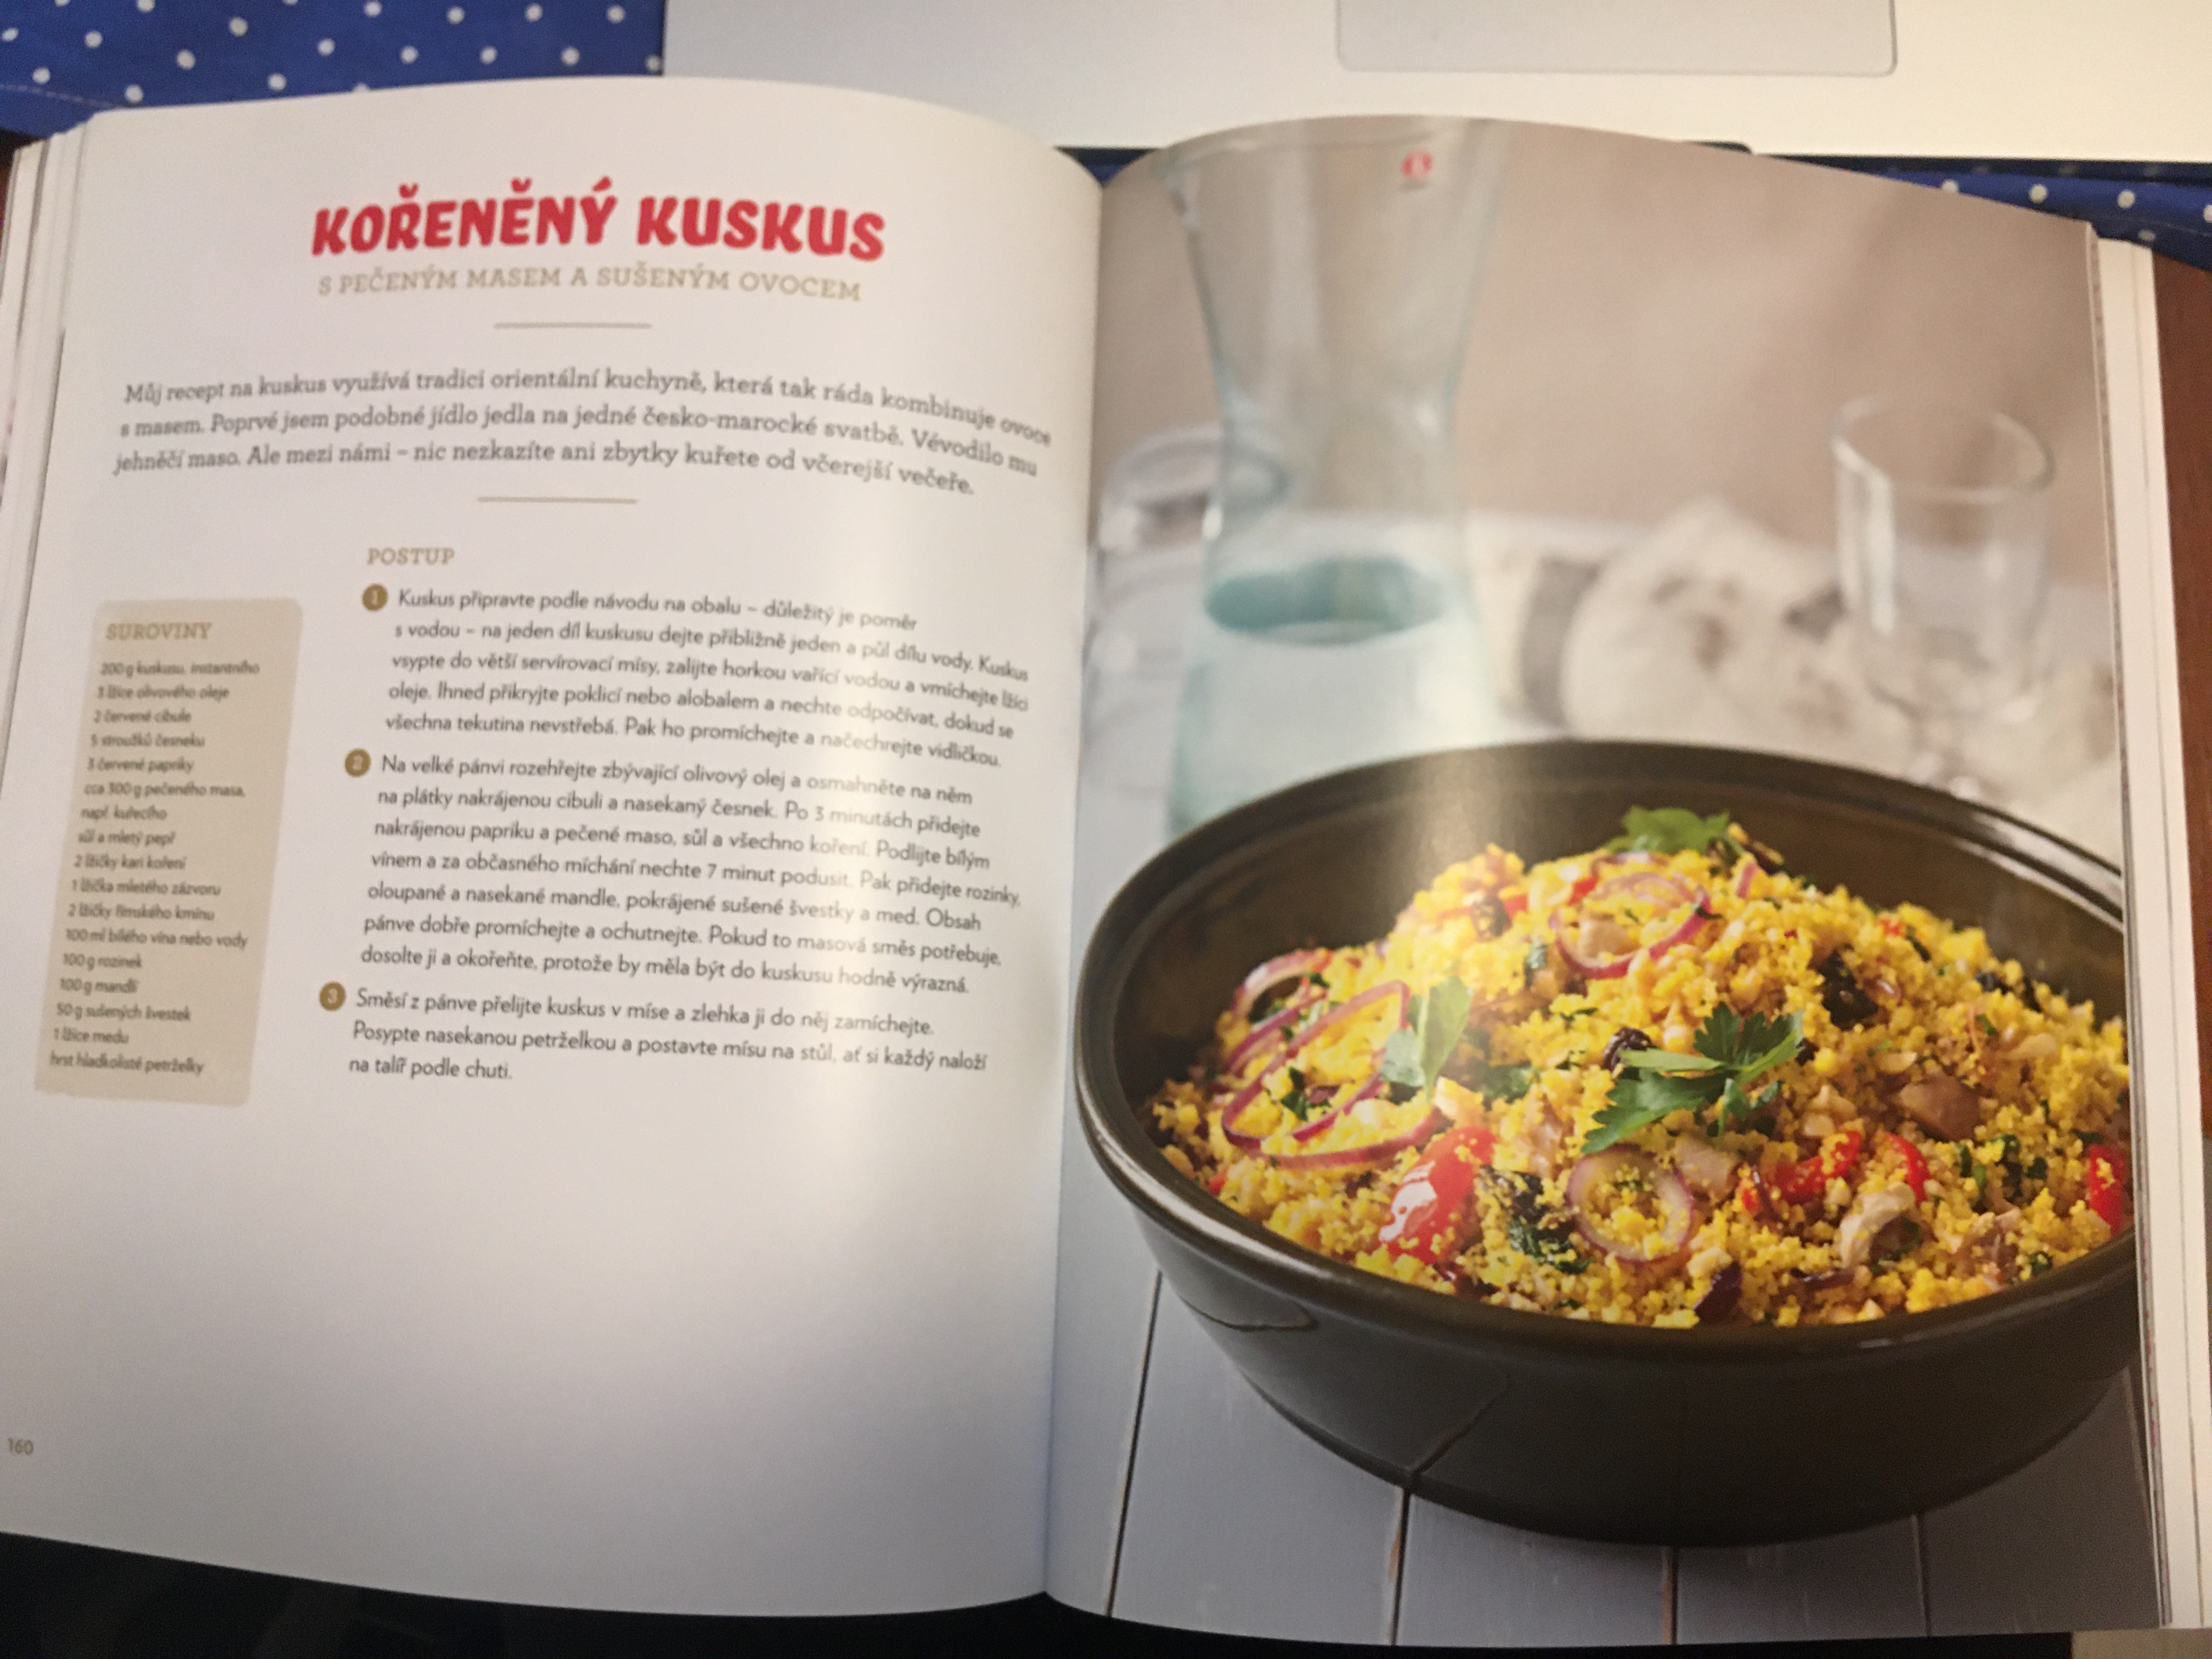 KOŘENĚNÝ KUSKUS
S PEČENÝM MASEM A SUŠENÝM OVOCEM
Můj recept na kuskus využívá tradici orientální kuchyně, která tak ráda kombinuje ovoce
s masem. Poprvé jsem podobné jídlo jedla na jedné česko-marocké svatbě. Vévodilo mu
jehněčí maso. Ale mezi námi – nic nezkazíte ani zbytky kuřete od včerejší večeře.
POSTUP
1 Kuskus připravte podle návodu na obalu – důležitý je poměr
s vodou – na jeden díl kuskusu dejte přibližně jeden a půl dílu vody. Kuskus
vsypte do větší servírovací mísy, zalijte horkou vařící vodou a vmíchejte lžíci
oleje. Ihned přikryjte poklicí nebo alobalem a nechte odpočívat, dokud se
všechna tekutina nevstřebá. Pak ho promíchejte a načechrejte vidličkou.
2 Na velké pánvi rozehřejte zbývající olivový olej a osmahněte na něm
na plátky nakrájenou cibuli a nasekaný česnek. Po 3 minutách přidejte
nakrájenou papriku a pečené maso, sůl a všechno koření. Podlijte bílým
vínem a za občasného míchání nechte 7 minut podusit. Pak přidejte rozinky,
oloupané a nasekané mandle, pokrájené sušené švestky a med. Obsah
pánve dobře promíchejte a ochutnejte. Pokud to masová směs potřebuje,
dosolte ji a okořeňte, protože by měla být do kuskusu hodně výrazná.
3 Směsí z pánve přelijte kuskus v míse a zlehka ji do něj zamíchejte.
Posypte nasekanou petrželkou a postavte mísu na stůl, ať si každý naloží
na talíř podle chuti.
SUROVINY
200 g kuskusu, instantního
3 lžíce olivového oleje
2 červené cibule
5 stroužků česneku
3 červené papriky
cca 300 g pečeného masa,
např. kuřecího
sůl a mletý pepř
2 lžičky kari koření
1 lžička mletého zázvoru
2 lžičky římského kmínu
100 ml bílého vína nebo vody
100 g rozinek
100 g mandlí
50 g sušených švestek
1 lžíce medu
hrst hladkolisté petrželky
160